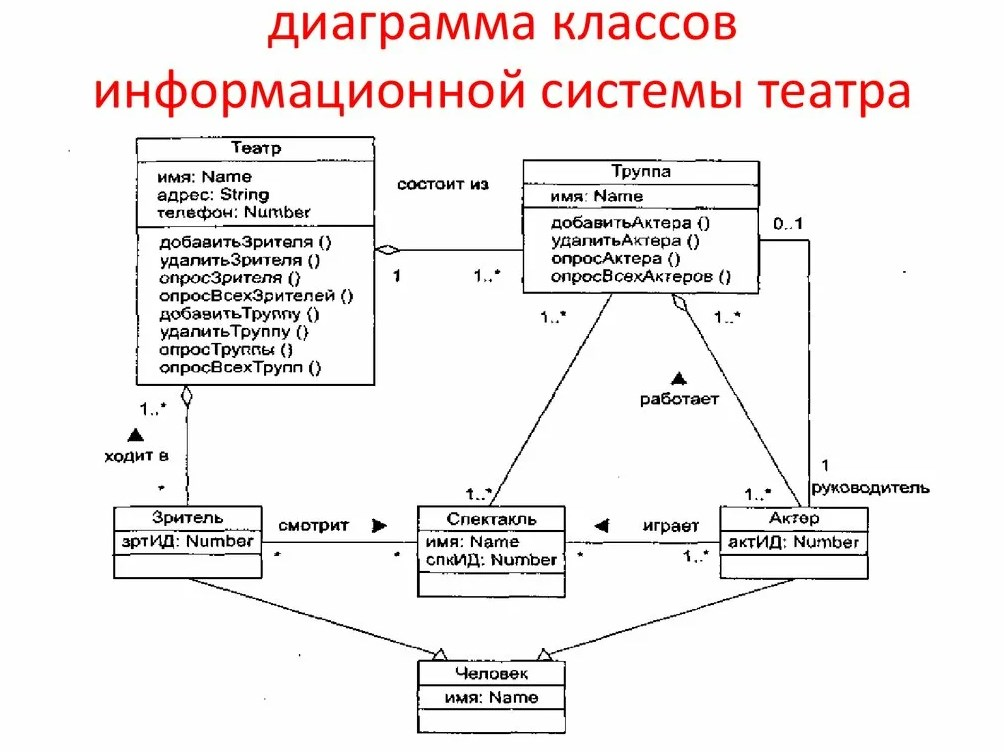 диаграмма классов
информационной системы театра
Театр
имя: Name
адрес: String
телефон: Number
добавитьЗрителя ()
удалитьЗрителя ()
опросЗрителя ()
опросВсехЗрителей ()
добавитьТруппу ()
удалитьТруппу ()
опросТруппы ()
опросВсехТрупп ()
состоит из
1
1..*
Труппа
имя: Name
добавитьАктера ()
удалитьАктера ()
опросАктера ()
опросВсехАктеров ()
0..1
1..*
1..*
работает
1..*
ходит в
*
1..*
1..*
1
руководитель
Зритель
зртИД: Number
смотрит
*
*
Спектакль
имя: Name
спкИД: Number
играет
*
1..*
Актер
актИД: Number
Человек
имя: Name